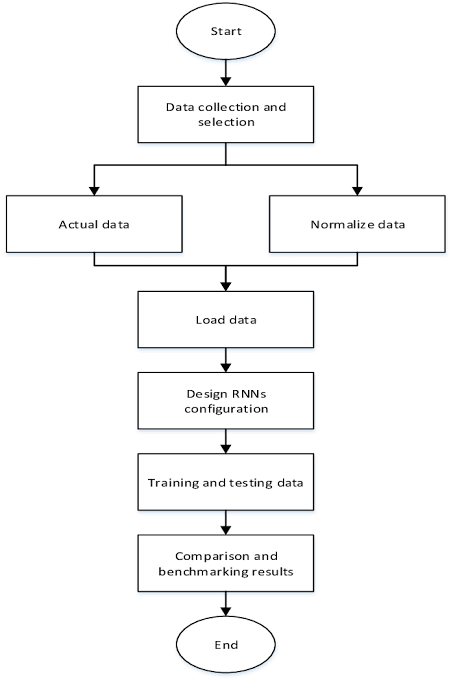 Start
Data collection and
selection
Actual data
Normalize data
Load data
Design RNNs
configuration
Training and testing data
Comparison and
benchmarking results
End